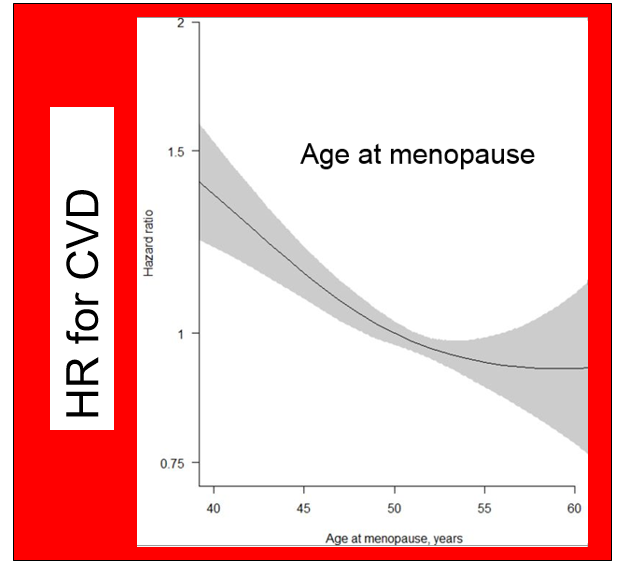 HR for CVD
Age at menopause
Hazard ratio
2
1.5
1
0.75
40 45 50 55 60
Age at menopause, years